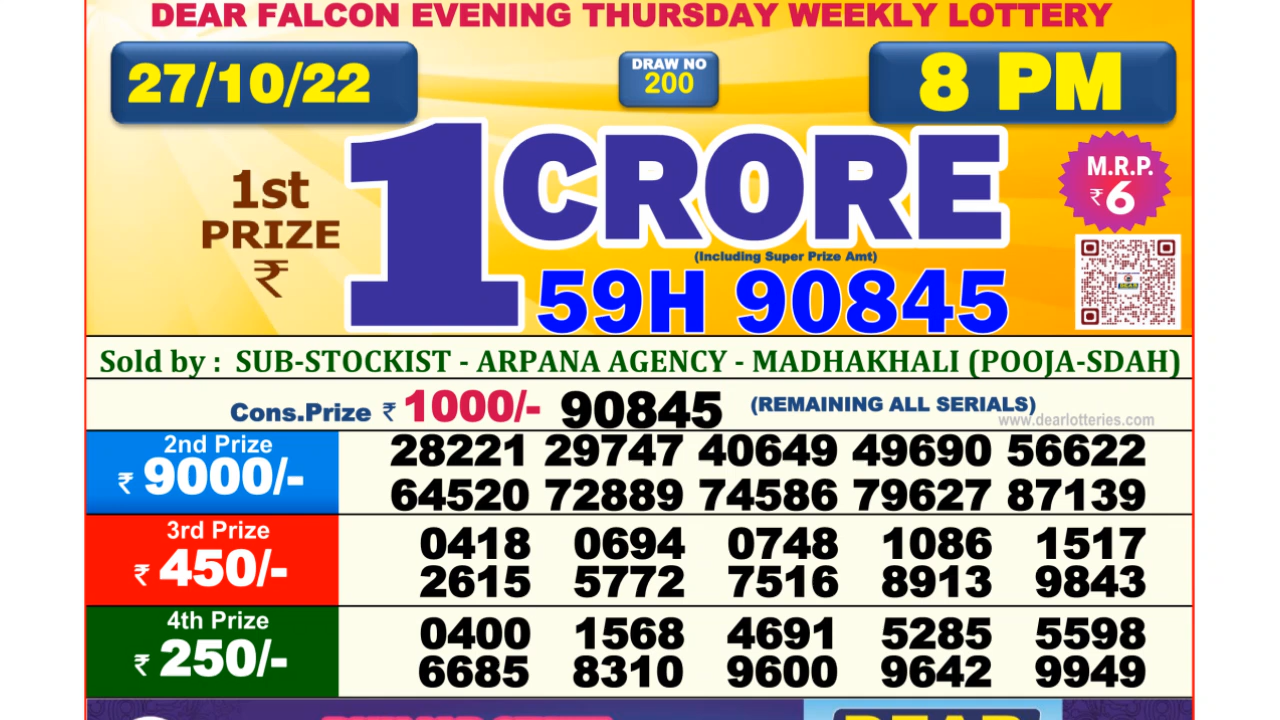 DEAR FALCON EVENING THURSDAY WEEKLY LOTTERY
27/10/22
DRAW NO
200
8 PM
1st
PRIZE
₹
1 CRORE
M.R.P.
₹ 6
(Including Super Prize Amt)
59H 90845
Sold by : SUB-STOCKIST - ARPANA AGENCY - MADHAKHALI (POOJA-SDAH)
Cons.Prize ₹ 1000/- 90845 (REMAINING ALL SERIALS)
www.dearlotteries.com
2nd Prize
₹ 9000/-
28221 29747 40649 49690 56622
64520 72889 74586 79627 87139
3rd Prize
₹ 450/-
0418 0694 0748 1086 1517
2615 5772 7516 8913 9843
4th Prize
₹ 250/-
0400 1568 4691 5285 5598
6685 8310 9600 9642 9949
DEAR